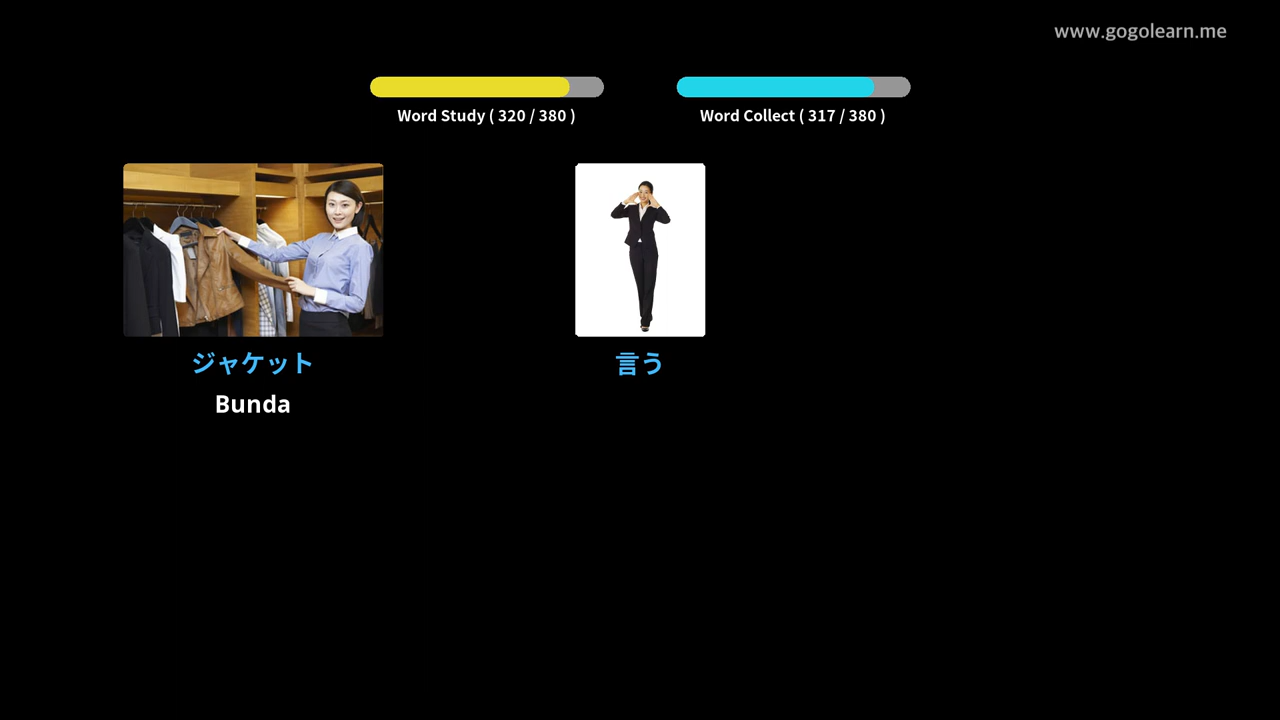 www.gogolearn.me
Word Study ( 320 / 380 )
Word Collect ( 317 / 380 )
ジャケット
Bunda
言う